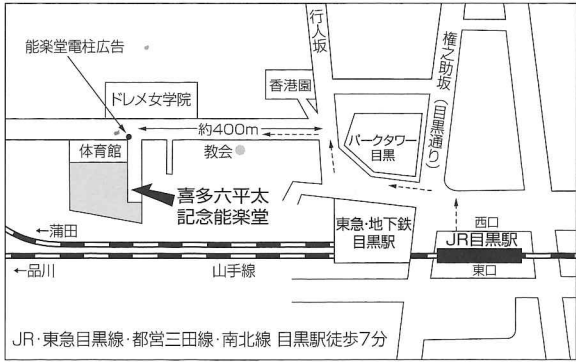 能楽堂電柱広告
ドレメ女学院
香港園
行人坂
権之助坂(目黒通り)
約400m
体育館
教会
パークタワー
目黒
喜多六平太
記念能楽堂
東急・地下鉄
目黒駅
西口
JR目黒駅
東口
←蒲田
←品川
山手線
JR・東急目黒線・都営三田線・南北線 目黒駅徒歩7分